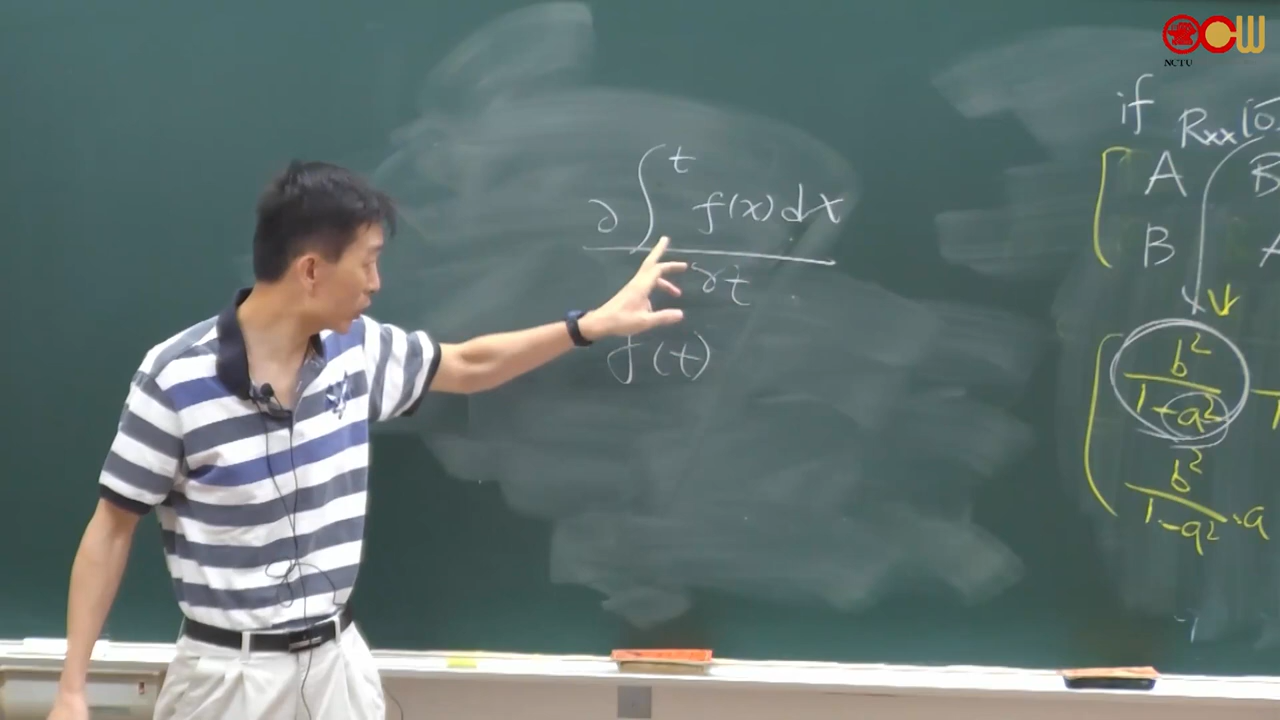 NCTU OCW
∂∫^t f(x)dx
∂t
f(t)
if Rxx[0
A B
B A
b²
1-a²
b²
1-a² ·a